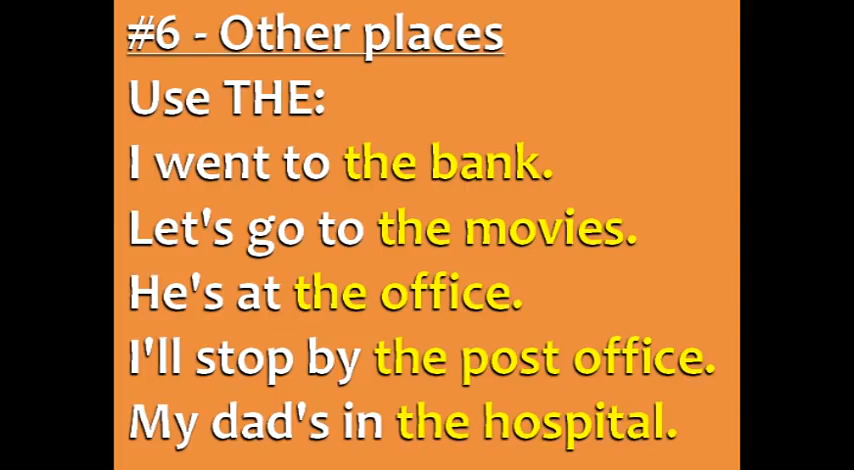 #6 - Other places
Use THE:
I went to the bank.
Let's go to the movies.
He's at the office.
I'll stop by the post office.
My dad's in the hospital.